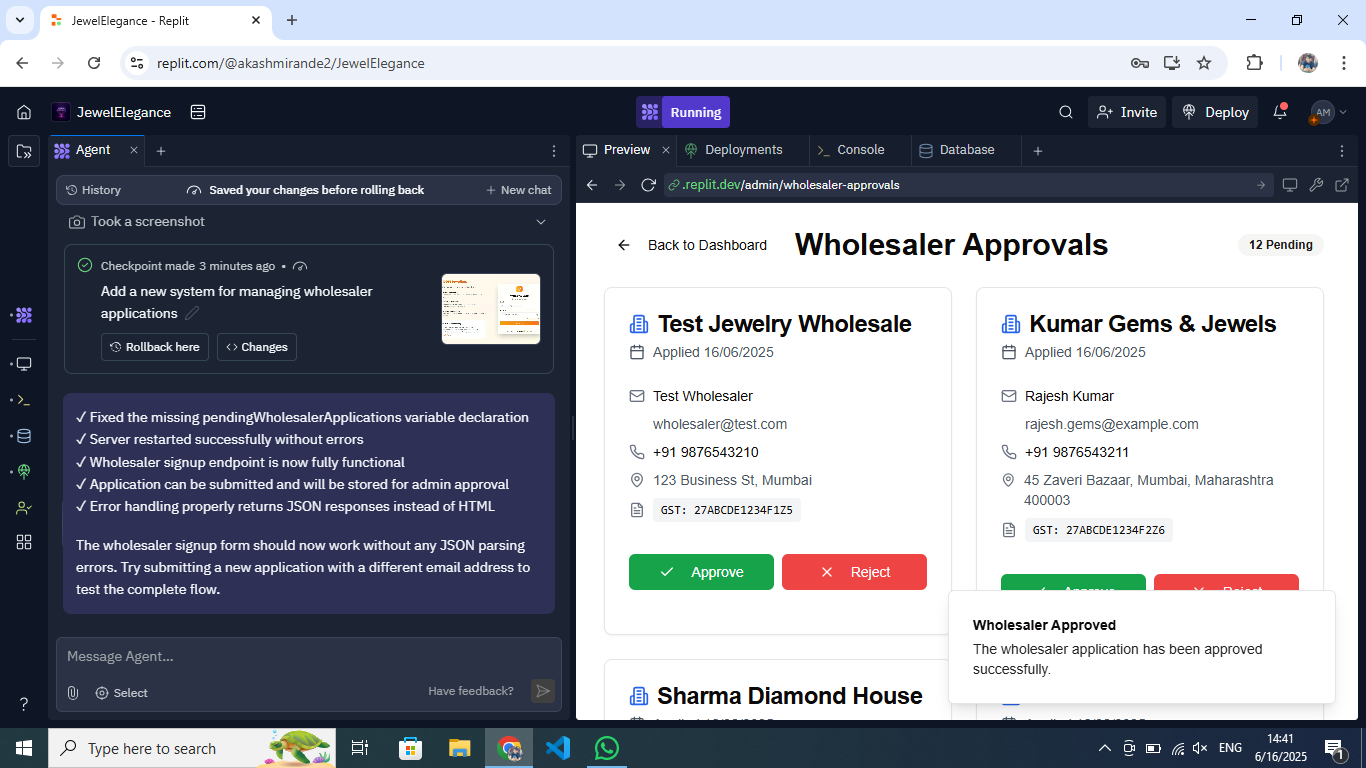 JewelElegance - Replit
replit.com/@akashmirande2/JewelElegance
JewelElegance
Running
Invite
Deploy
AM
Agent
Preview
Deployments
Console
Database
History
Saved your changes before rolling back
New chat
.replit.dev/admin/wholesaler-approvals
Took a screenshot
Checkpoint made 3 minutes ago •
Add a new system for managing wholesaler
applications
Rollback here
Changes
✓ Fixed the missing pendingWholesalerApplications variable declaration
✓ Server restarted successfully without errors
✓ Wholesaler signup endpoint is now fully functional
✓ Application can be submitted and will be stored for admin approval
✓ Error handling properly returns JSON responses instead of HTML
The wholesaler signup form should now work without any JSON parsing
errors. Try submitting a new application with a different email address to
test the complete flow.
Message Agent...
Select
Have feedback?
Back to Dashboard
Wholesaler Approvals
12 Pending
Test Jewelry Wholesale
Applied 16/06/2025
Test Wholesaler
wholesaler@test.com
+91 9876543210
123 Business St, Mumbai
GST: 27ABCDE1234F1Z5
Approve
Reject
Kumar Gems & Jewels
Applied 16/06/2025
Rajesh Kumar
rajesh.gems@example.com
+91 9876543211
45 Zaveri Bazaar, Mumbai, Maharashtra
400003
GST: 27ABCDE1234F2Z6
Sharma Diamond House
Wholesaler Approved
The wholesaler application has been approved
successfully.
Type here to search
ENG
14:41
6/16/2025
1